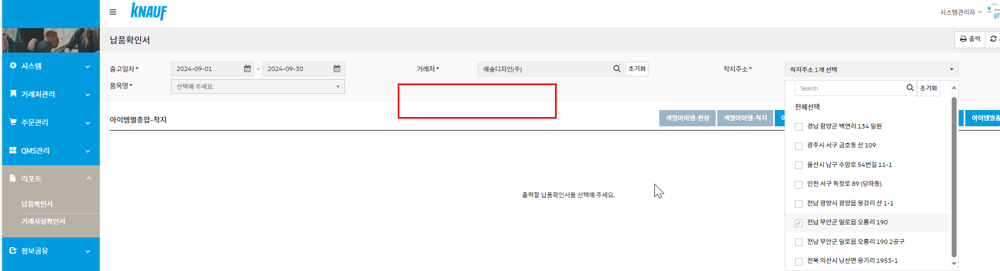 KNAUF
시스템관리자
납품확인서
출력
시스템
거래처관리
주문관리
QMS관리
리포트
납품확인서
거래사실확인서
정보공유
출고일자* 2024-09-01 - 2024-09-30
거래처* 예술디자인(주) 초기화
착지주소* 착지주소 1개 선택
품목명* 선택해 주세요.
Search 초기화
전체선택
경남 함양군 백연리 134 일원
광주시 서구 금호동 산 109
울산시 남구 수암로 54번길 11-1
인천 서구 독정로 89 (당하동)
전남 광양시 광양읍 용강리 산 1-1
전남 무안군 일로읍 오룡리 190
전남 무안군 일로읍 오룡리 190 2공구
전북 익산시 낭산면 용기리 1953-1
아이템별총합-착지
개별아이템-현장 개별아이템-착지 아이템별총
출력할 납품확인서를 선택해 주세요.